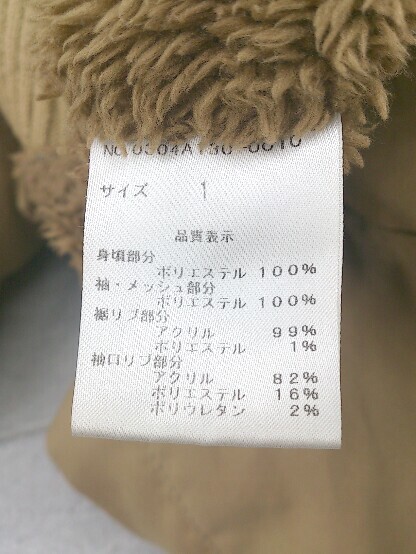 サイズ 1
品質表示
身頃部分
ポリエステル 100%
袖・メッシュ部分
ポリエステル 100%
裾リブ部分
アクリル 99%
ポリエステル 1%
袖口リブ部分
アクリル 82%
ポリエステル 16%
ポリウレタン 2%